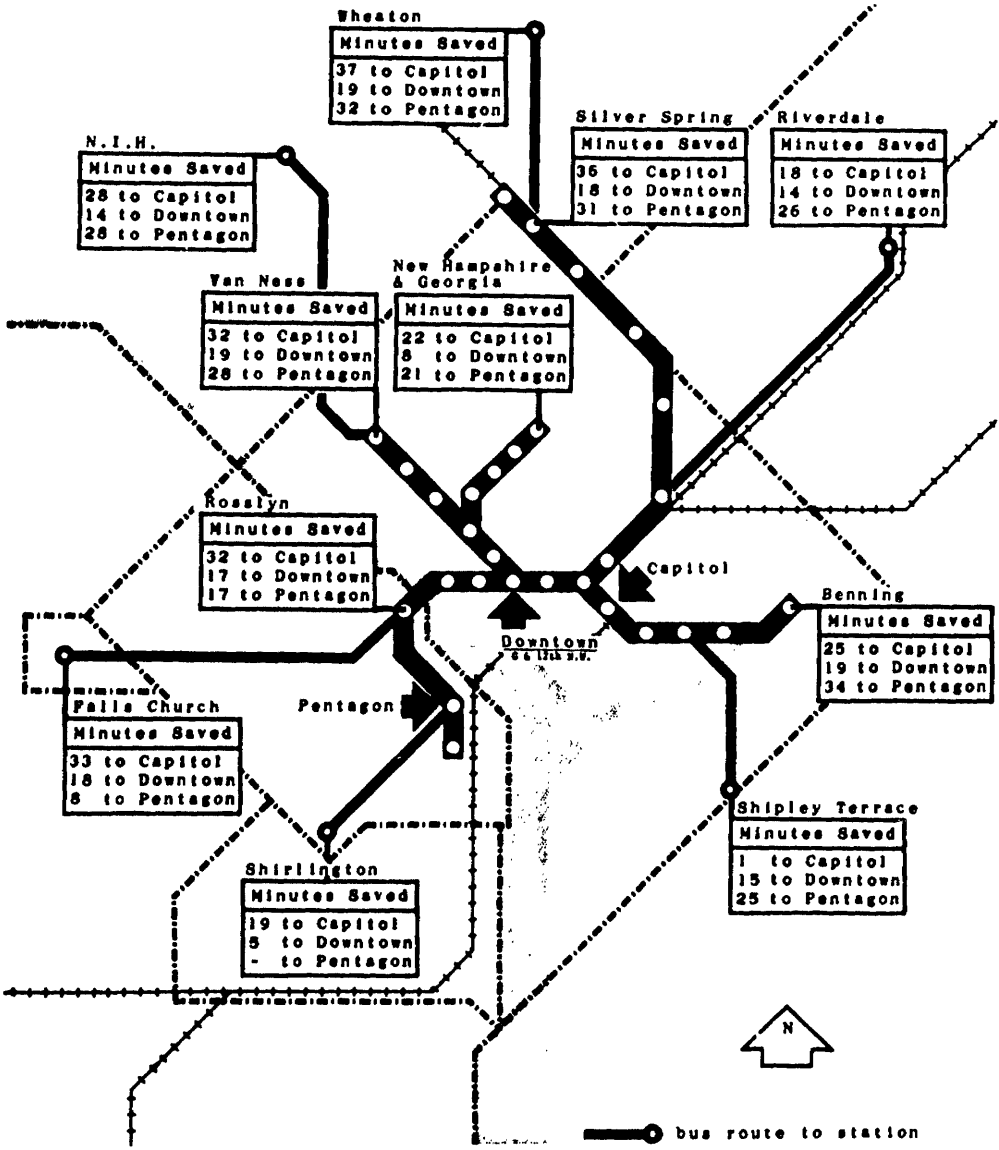 Wheaton
Minutes Saved
37 to Capitol
19 to Downtown
32 to Pentagon
Silver Spring
Minutes Saved
36 to Capitol
18 to Downtown
31 to Pentagon
Riverdale
Minutes Saved
18 to Capitol
14 to Downtown
26 to Pentagon
N.I.H.
Minutes Saved
28 to Capitol
14 to Downtown
28 to Pentagon
Van Ness
Minutes Saved
32 to Capitol
19 to Downtown
28 to Pentagon
New Hampshire
& Georgia
Minutes Saved
22 to Capitol
8 to Downtown
21 to Pentagon
Rosslyn
Minutes Saved
32 to Capitol
17 to Downtown
17 to Pentagon
Capitol
Downtown
G & 12th N.W.
Benning
Minutes Saved
25 to Capitol
19 to Downtown
34 to Pentagon
Pentagon
Falls Church
Minutes Saved
33 to Capitol
18 to Downtown
8 to Pentagon
Shipley Terrace
Minutes Saved
1 to Capitol
15 to Downtown
25 to Pentagon
Shirlington
Minutes Saved
19 to Capitol
5 to Downtown
- to Pentagon
N
bus route to station